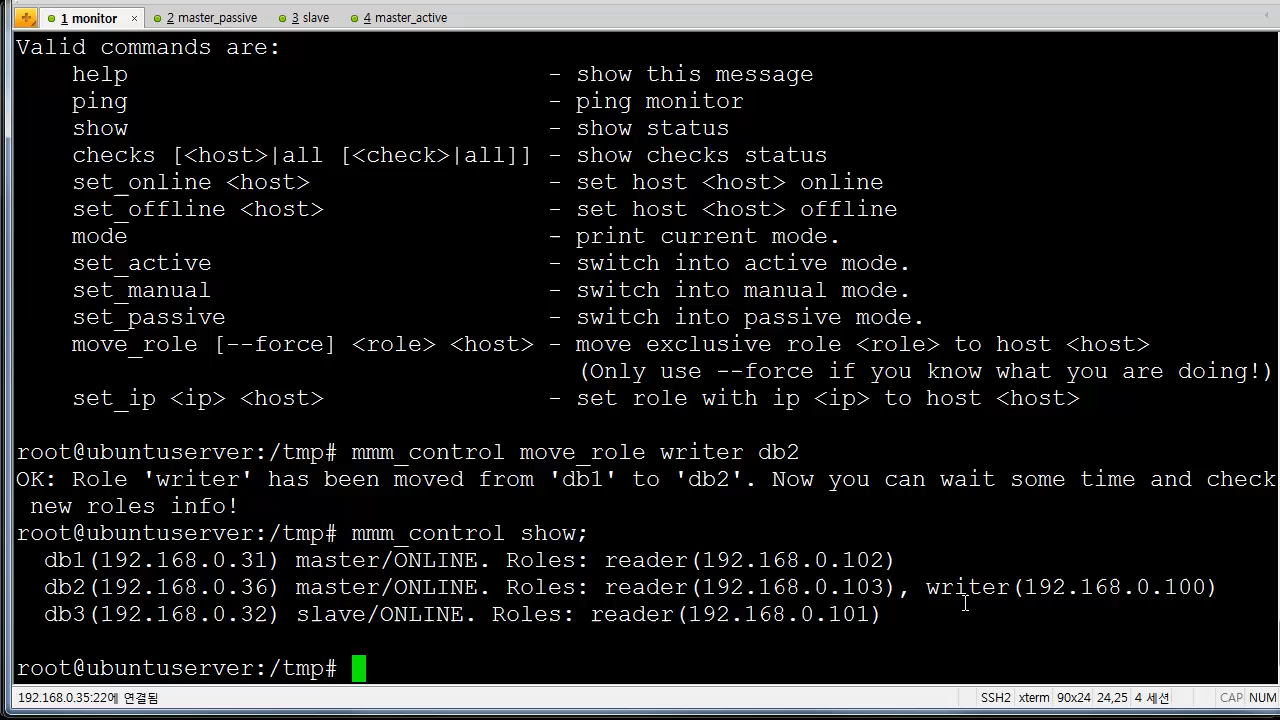 1 monitor × 2 master_passive 3 slave 4 master_active
Valid commands are:
help - show this message
ping - ping monitor
show - show status
checks [<host>|all [<check>|all]] - show checks status
set_online <host> - set host <host> online
set_offline <host> - set host <host> offline
mode - print current mode.
set_active - switch into active mode.
set_manual - switch into manual mode.
set_passive - switch into passive mode.
move_role [--force] <role> <host> - move exclusive role <role> to host <host>
(Only use --force if you know what you are doing!)
set_ip <ip> <host> - set role with ip <ip> to host <host>
root@ubuntuserver:/tmp# mmm_control move_role writer db2
OK: Role 'writer' has been moved from 'db1' to 'db2'. Now you can wait some time and check
new roles info!
root@ubuntuserver:/tmp# mmm_control show;
db1(192.168.0.31) master/ONLINE. Roles: reader(192.168.0.102)
db2(192.168.0.36) master/ONLINE. Roles: reader(192.168.0.103), writer(192.168.0.100)
db3(192.168.0.32) slave/ONLINE. Roles: reader(192.168.0.101)
root@ubuntuserver:/tmp#
192.168.0.35:22에 연결됨 SSH2 xterm 90x24 24,25 4 세션 CAP NUM